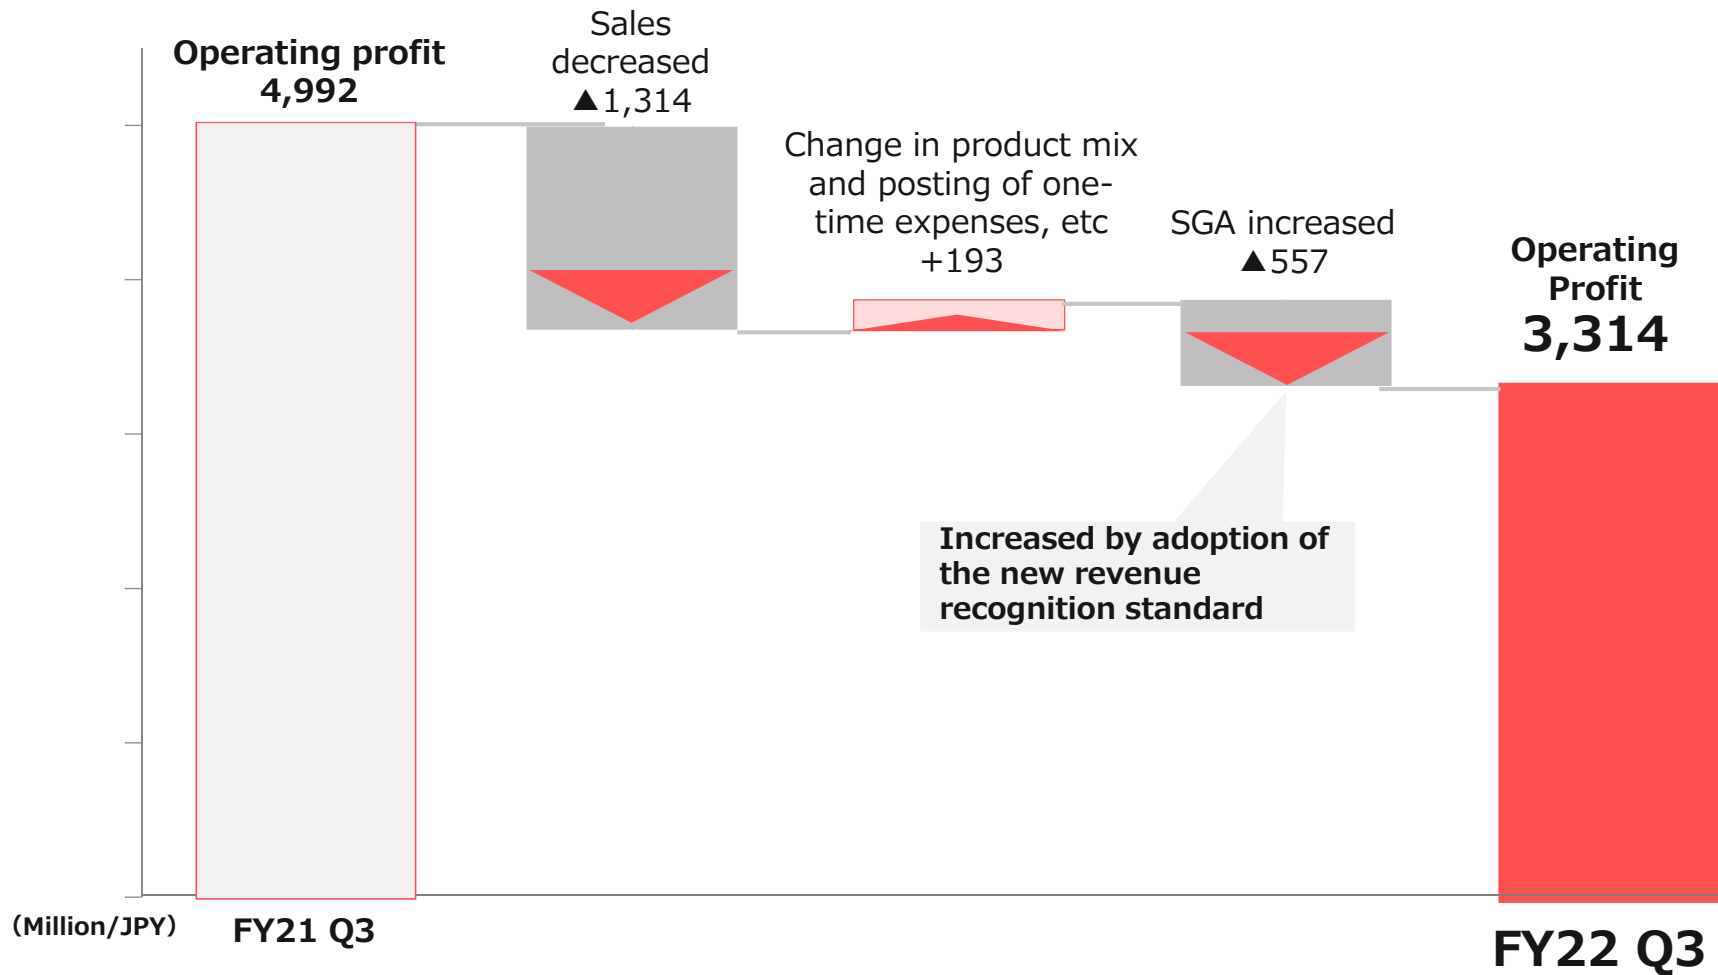 Operating profit
4,992
Sales
decreased
▲1,314
Change in product mix
and posting of one-
time expenses, etc
+193
SGA increased
▲557
Operating
Profit
3,314
Increased by adoption of
the new revenue
recognition standard
(Million/JPY)
FY21 Q3
FY22 Q3